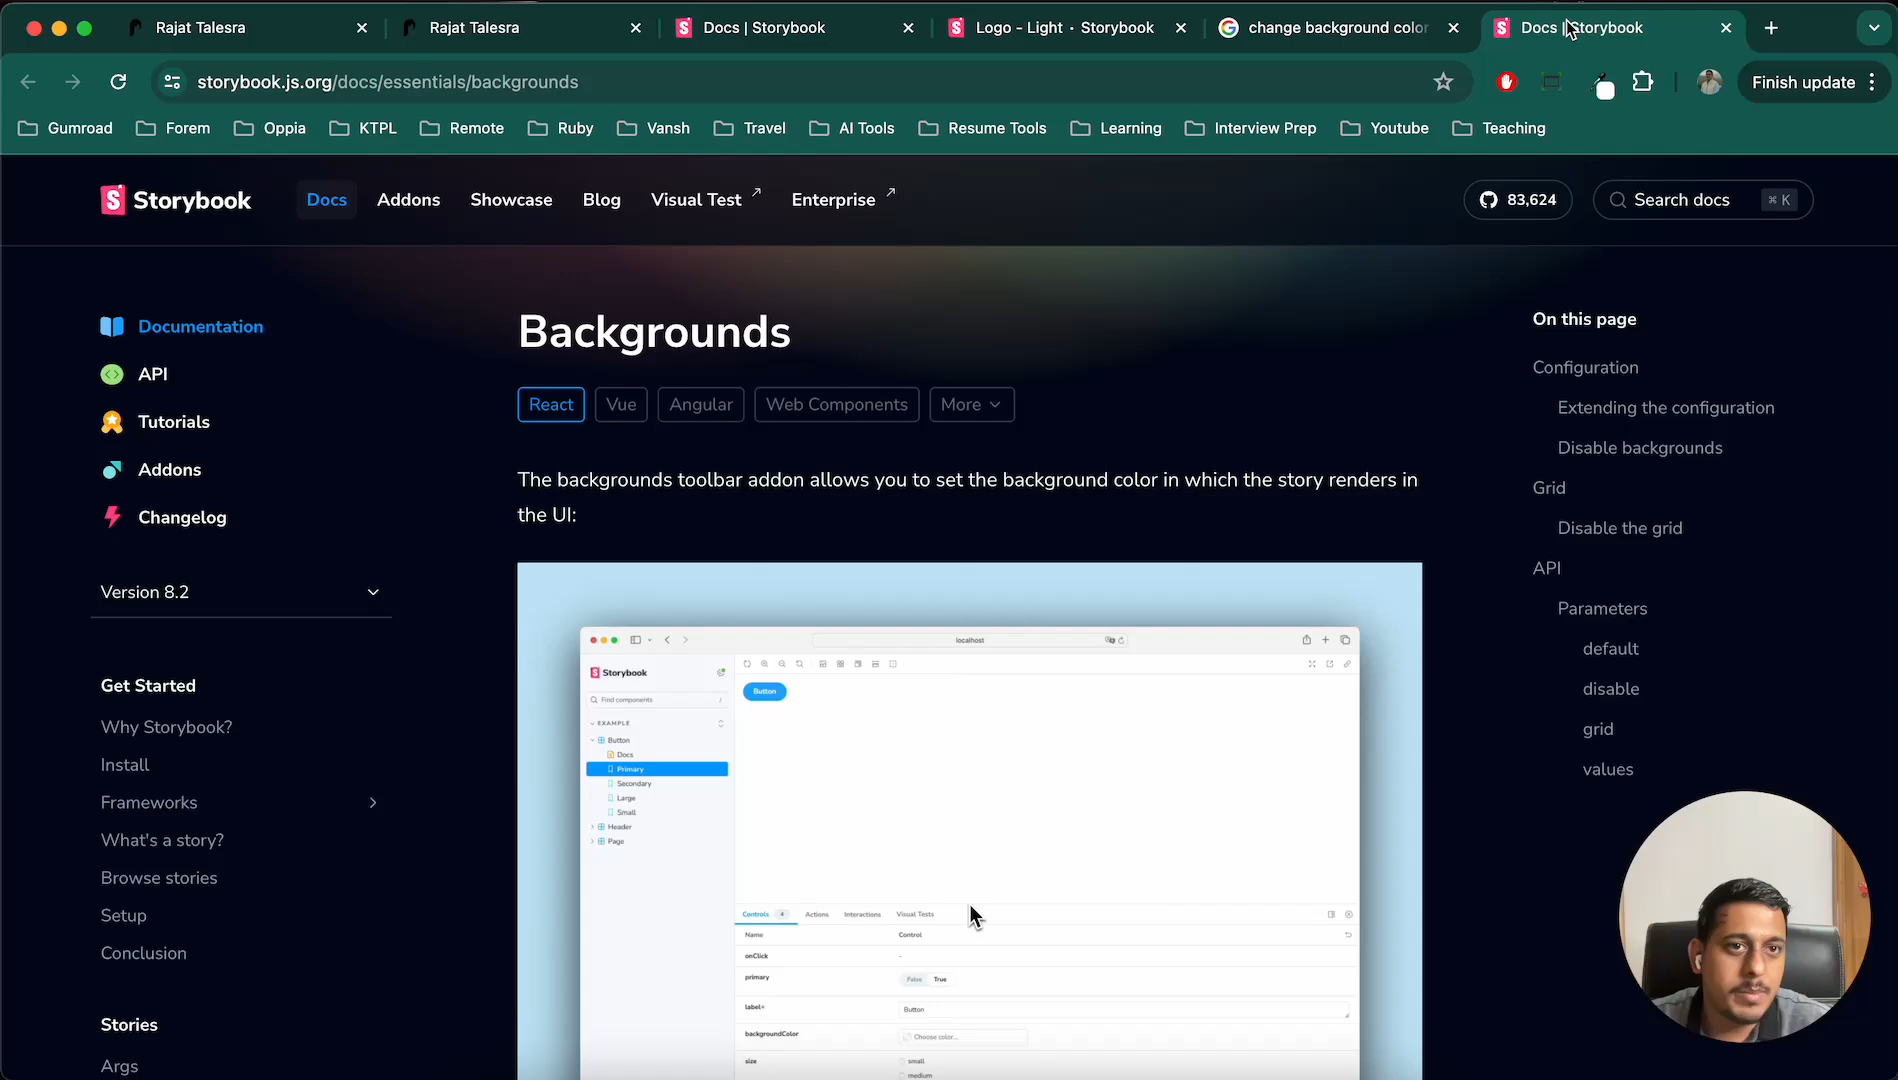 Rajat Talesra
Rajat Talesra
Docs | Storybook
Logo - Light · Storybook
change background color
Docs | Storybook
storybook.js.org/docs/essentials/backgrounds
Finish update
Gumroad
Forem
Oppia
KTPL
Remote
Ruby
Vansh
Travel
AI Tools
Resume Tools
Learning
Interview Prep
Youtube
Teaching
Storybook
Docs
Addons
Showcase
Blog
Visual Test
Enterprise
83,624
Search docs
⌘ K
Documentation
API
Tutorials
Addons
Changelog
Version 8.2
Get Started
Why Storybook?
Install
Frameworks
What's a story?
Browse stories
Setup
Conclusion
Stories
Args
Backgrounds
React
Vue
Angular
Web Components
More
The backgrounds toolbar addon allows you to set the background color in which the story renders in
the UI:
localhost
Storybook
Find components
/
EXAMPLE
Button
Docs
Primary
Secondary
Large
Small
Header
Page
Button
Controls 4
Actions
Interactions
Visual Tests
Name
Control
onClick
-
primary
False
True
label*
Button
backgroundColor
Choose color...
size
small
medium
On this page
Configuration
Extending the configuration
Disable backgrounds
Grid
Disable the grid
API
Parameters
default
disable
grid
values